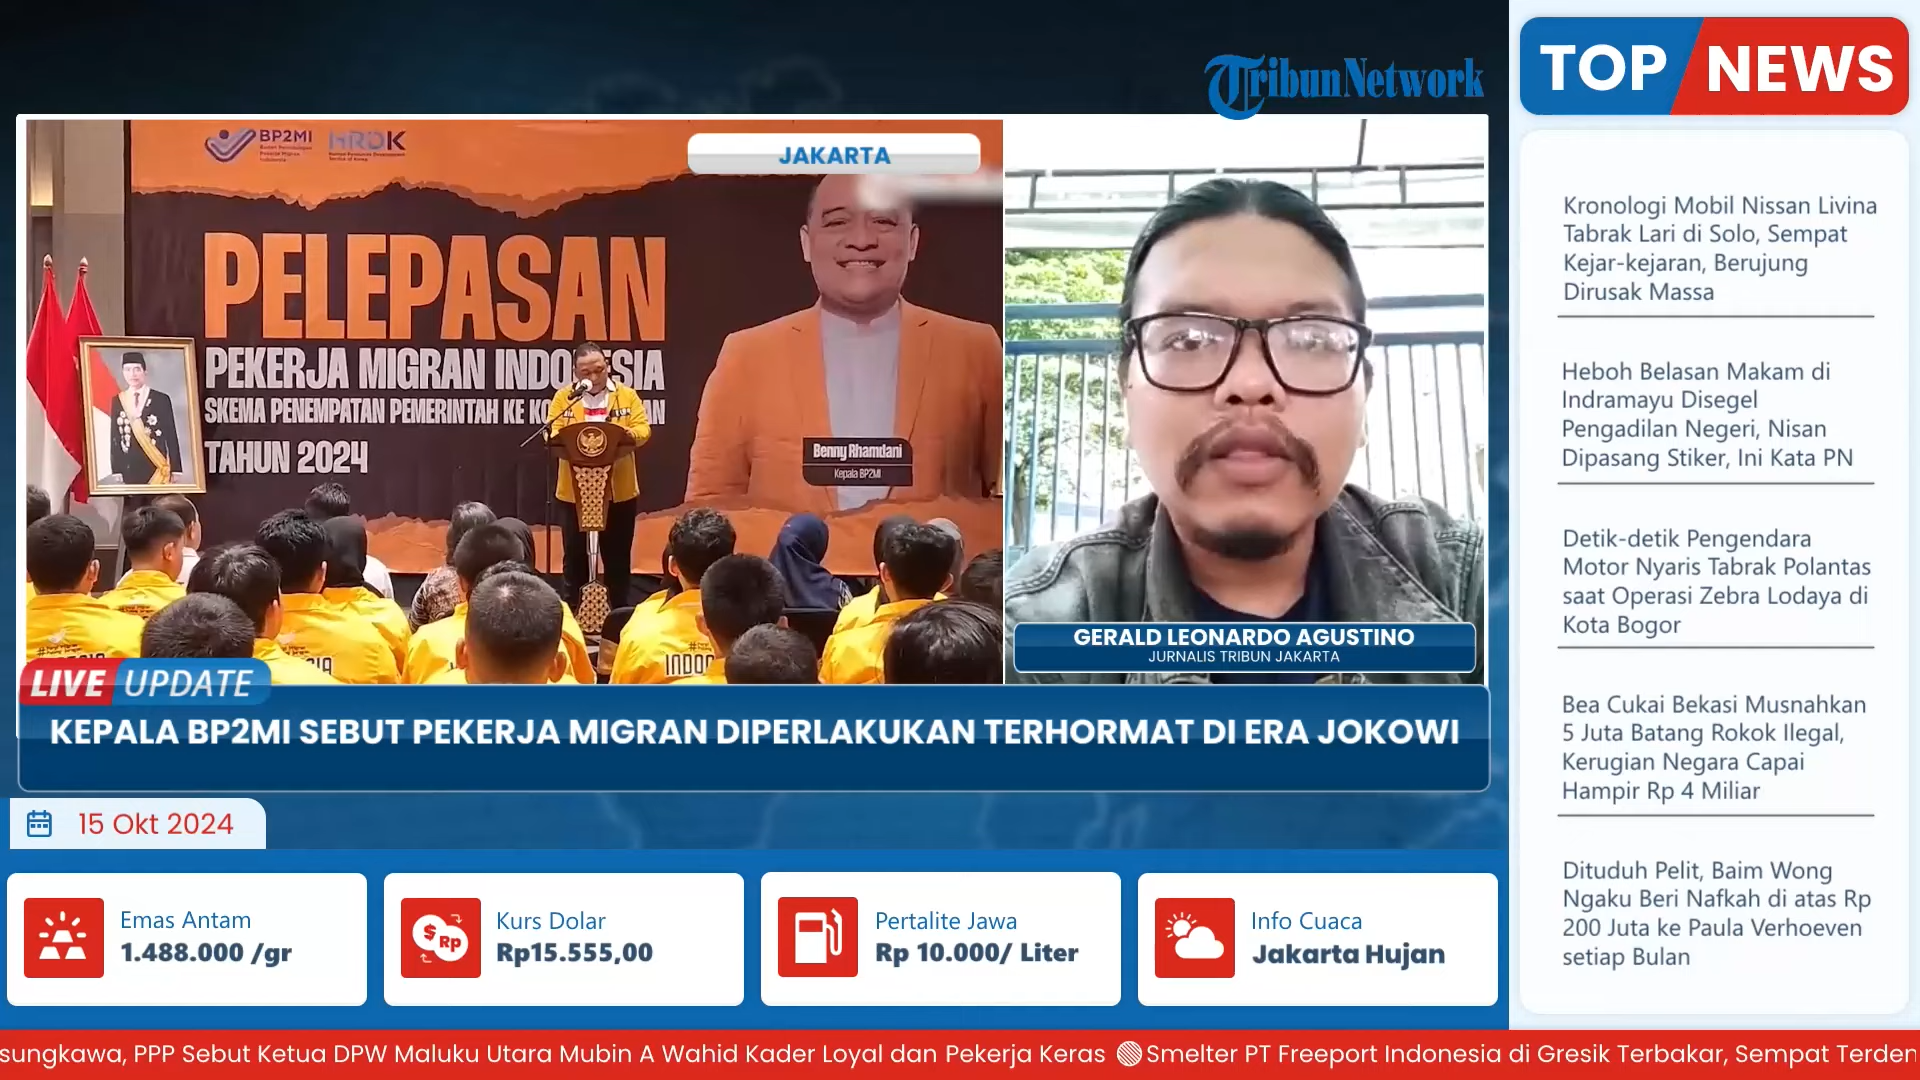 TribunNetwork
TOP NEWS
BP2MI
HRDK
JAKARTA
PELEPASAN
PEKERJA MIGRAN INDONESIA
SKEMA PENEMPATAN PEMERINTAH KE
TAHUN 2024
Benny Rhamdani
Kepala BP2MI
INDO
GERALD LEONARDO AGUSTINO
JURNALIS TRIBUN JAKARTA
LIVE UPDATE
KEPALA BP2MI SEBUT PEKERJA MIGRAN DIPERLAKUKAN TERHORMAT DI ERA JOKOWI
15 Okt 2024
Emas Antam
1.488.000 /gr
Kurs Dolar
Rp15.555,00
Pertalite Jawa
Rp 10.000/ Liter
Info Cuaca
Jakarta Hujan
Kronologi Mobil Nissan Livina
Tabrak Lari di Solo, Sempat
Kejar-kejaran, Berujung
Dirusak Massa
Heboh Belasan Makam di
Indramayu Disegel
Pengadilan Negeri, Nisan
Dipasang Stiker, Ini Kata PN
Detik-detik Pengendara
Motor Nyaris Tabrak Polantas
saat Operasi Zebra Lodaya di
Kota Bogor
Bea Cukai Bekasi Musnahkan
5 Juta Batang Rokok Ilegal,
Kerugian Negara Capai
Hampir Rp 4 Miliar
Dituduh Pelit, Baim Wong
Ngaku Beri Nafkah di atas Rp
200 Juta ke Paula Verhoeven
setiap Bulan
sungkawa, PPP Sebut Ketua DPW Maluku Utara Mubin A Wahid Kader Loyal dan Pekerja Keras Smelter PT Freeport Indonesia di Gresik Terbakar, Sempat Terden